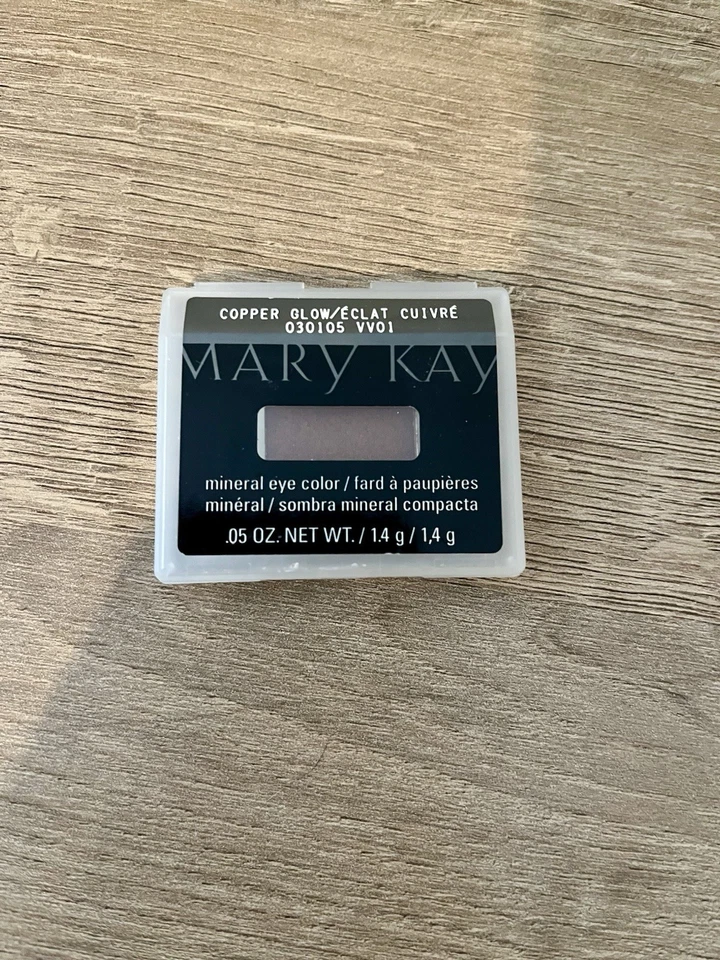 COPPER GLOW/ÉCLAT CUIVRÉ
030105 VV01
MARY KAY
mineral eye color / fard à paupières
minéral / sombra mineral compacta
.05 OZ. NET WT. / 1.4 g / 1,4 g